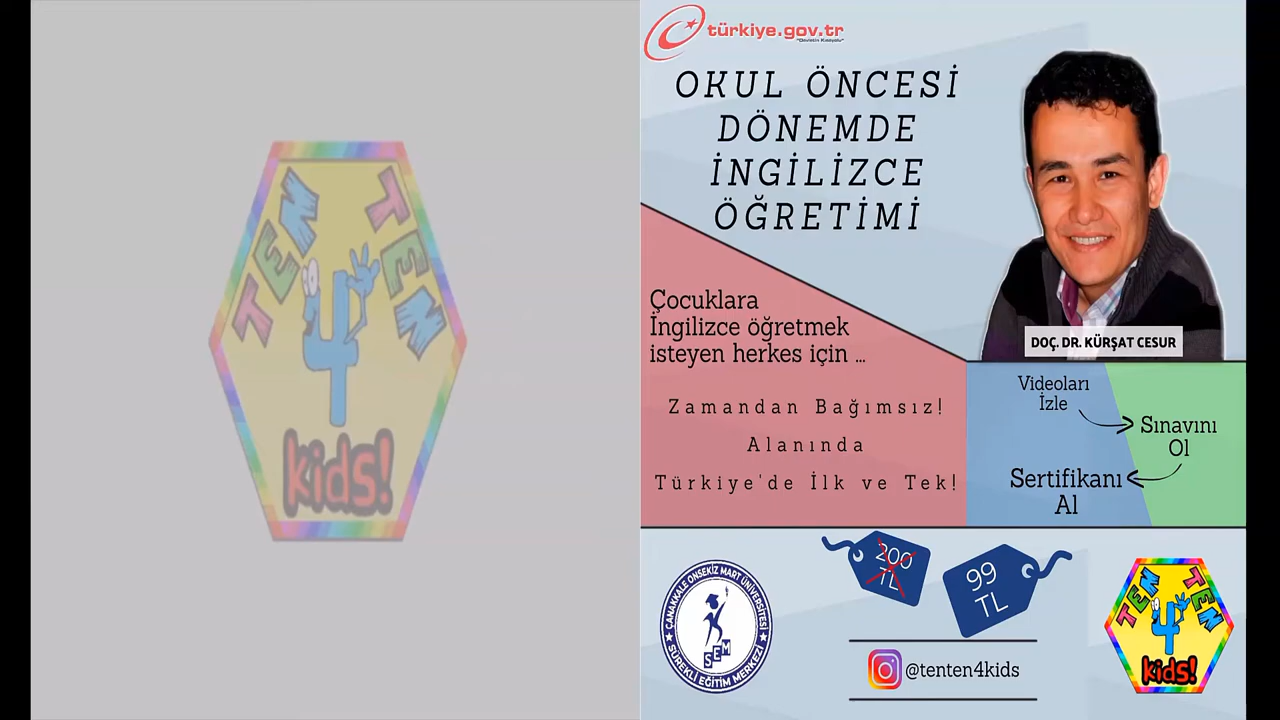 TEN TEN
4
kids!
türkiye.gov.tr
"Devletin Kısayolu"
OKUL ÖNCESİ
DÖNEMDE
İNGİLİZCE
ÖĞRETİMİ
DOÇ. DR. KÜRŞAT CESUR
Çocuklara
İngilizce öğretmek
isteyen herkes için ...
Zamandan Bağımsız!
Alanında
Türkiye'de İlk ve Tek!
Videoları
İzle
Sınavını
Ol
Sertifikanı
Al
200
TL
99
TL
ÇANAKKALE ONSEKİZ MART ÜNİVERSİTESİ
SEM
SÜREKLİ EĞİTİM MERKEZİ
@tenten4kids
TEN TEN
4
kids!